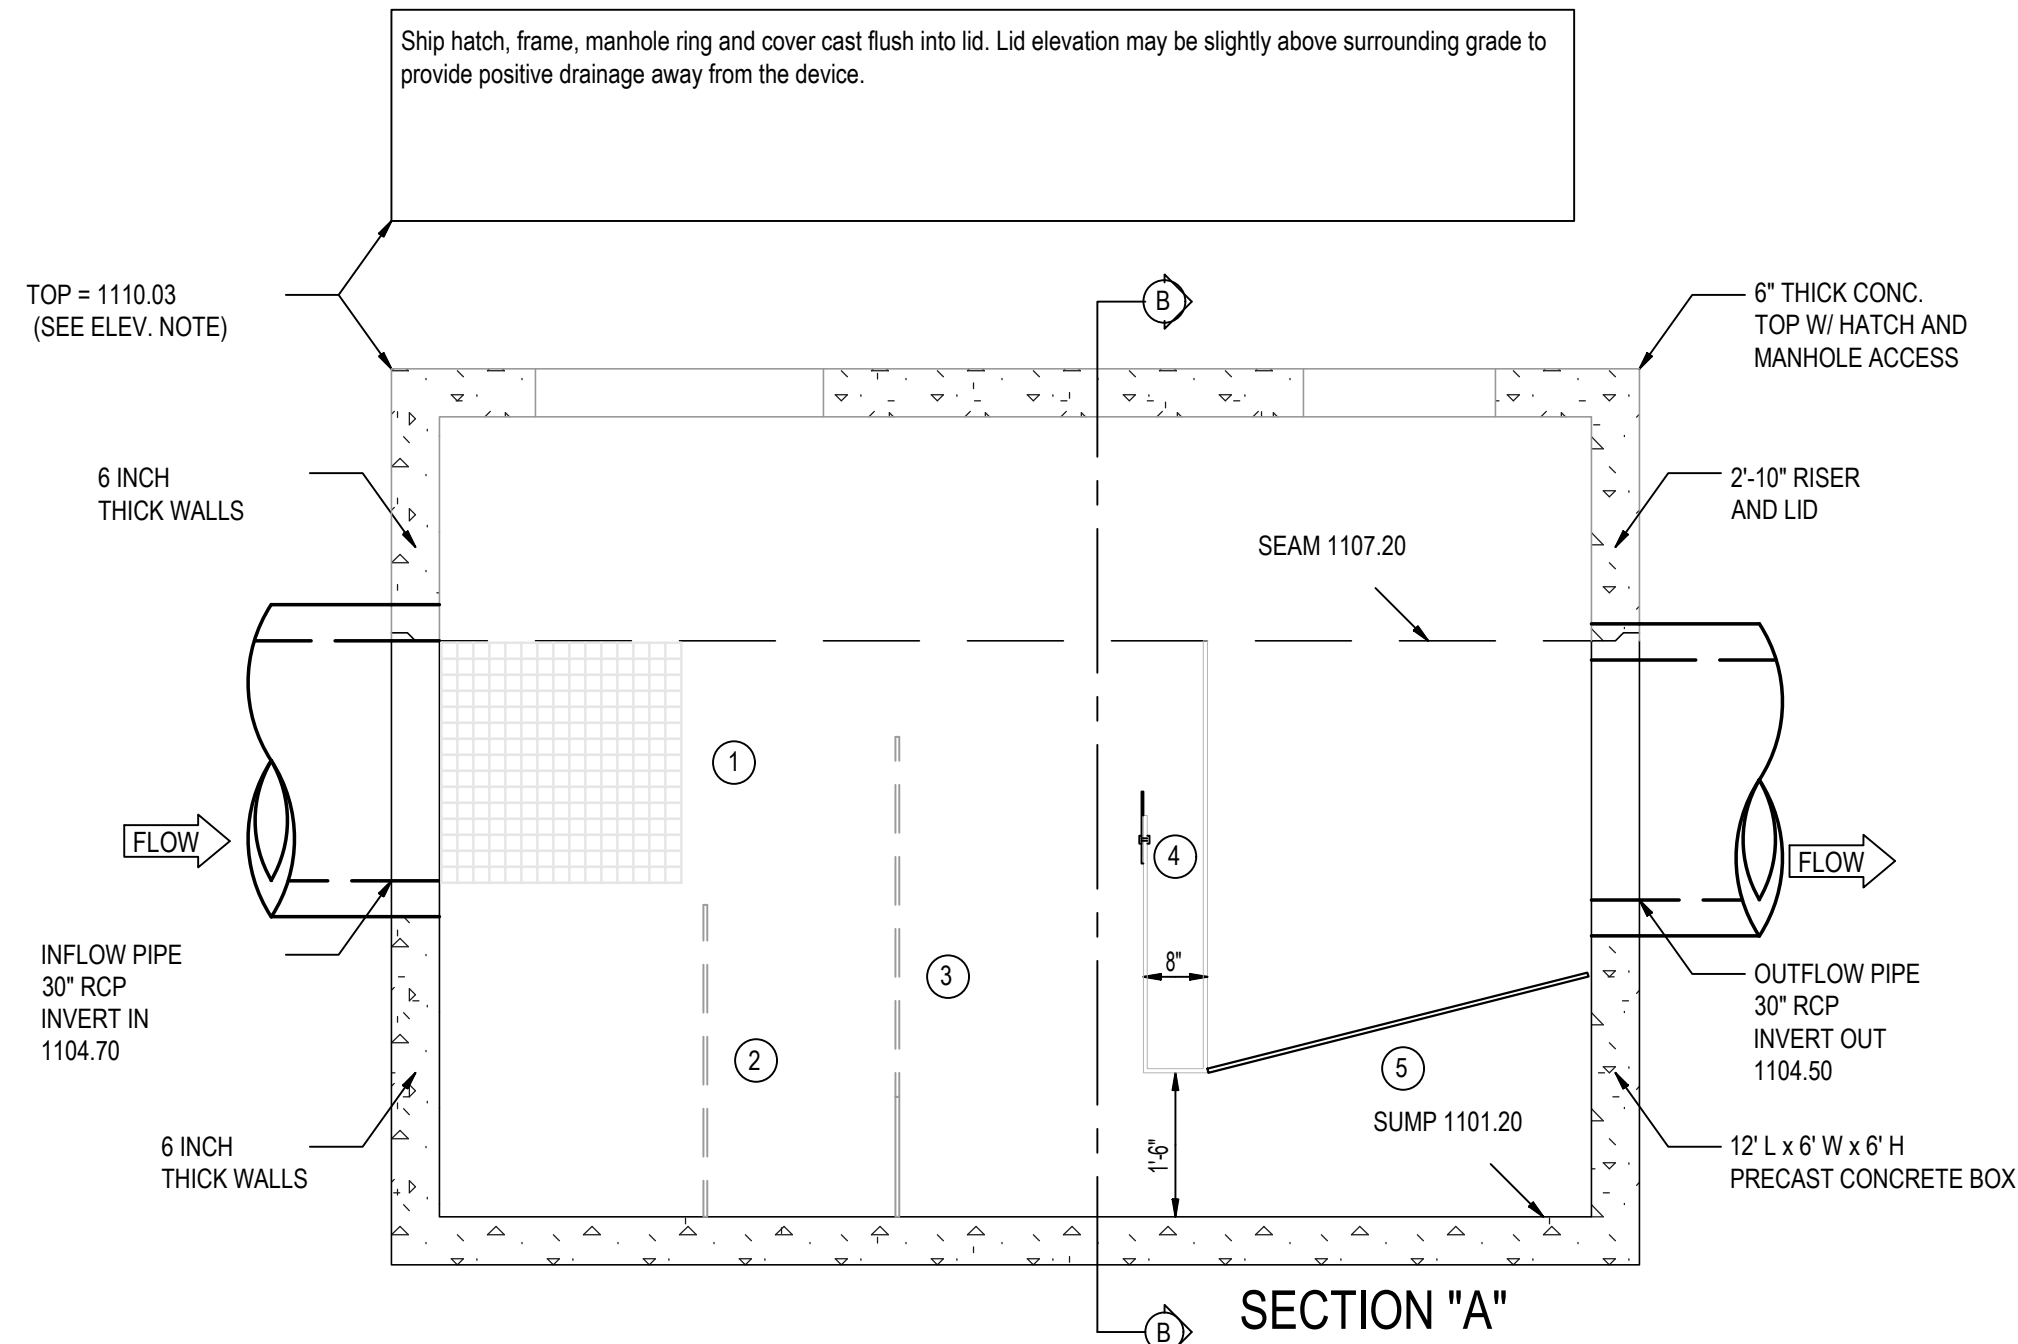 Ship hatch, frame, manhole ring and cover cast flush into lid. Lid elevation may be slightly above surrounding grade to
provide positive drainage away from the device.
TOP = 1110.03
(SEE ELEV. NOTE)
B
6" THICK CONC.
TOP W/ HATCH AND
MANHOLE ACCESS
6 INCH
THICK WALLS
2'-10" RISER
AND LID
SEAM 1107.20
1
FLOW
4
FLOW
INFLOW PIPE
30" RCP
INVERT IN
1104.70
3
8"
OUTFLOW PIPE
30" RCP
INVERT OUT
1104.50
2
5
SUMP 1101.20
6 INCH
THICK WALLS
1'-6"
12' L x 6' W x 6' H
PRECAST CONCRETE BOX
SECTION "A"
B